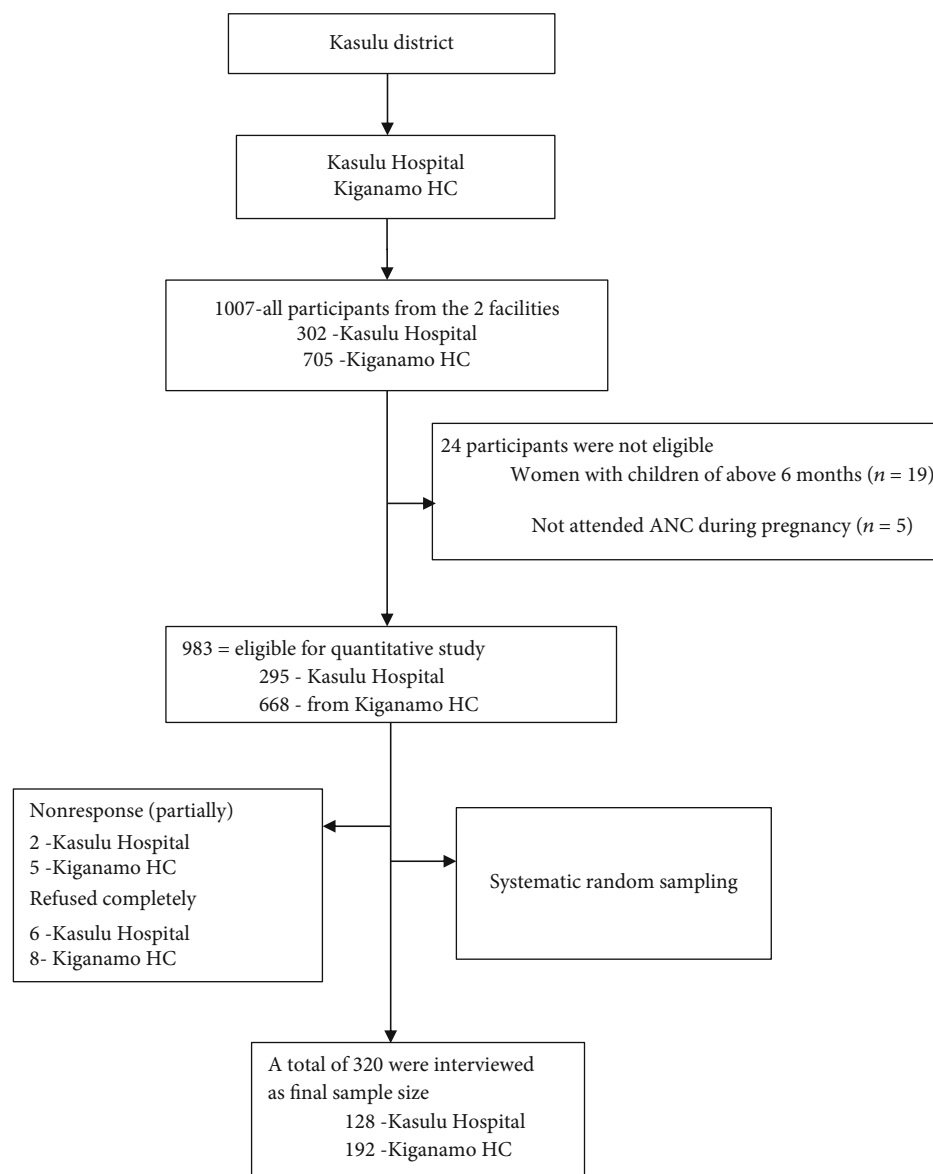 Kasulu district
Kasulu Hospital
Kiganamo HC
1007-all participants from the 2 facilities
302 -Kasulu Hospital
705 -Kiganamo HC
24 participants were not eligible
Women with children of above 6 months (n = 19)
Not attended ANC during pregnancy (n = 5)
983 = eligible for quantitative study
295 - Kasulu Hospital
668 - from Kiganamo HC
Nonresponse (partially)
2 -Kasulu Hospital
5 -Kiganamo HC
Refused completely
6 -Kasulu Hospital
8- Kiganamo HC
Systematic random sampling
A total of 320 were interviewed
as final sample size
128 -Kasulu Hospital
192 -Kiganamo HC